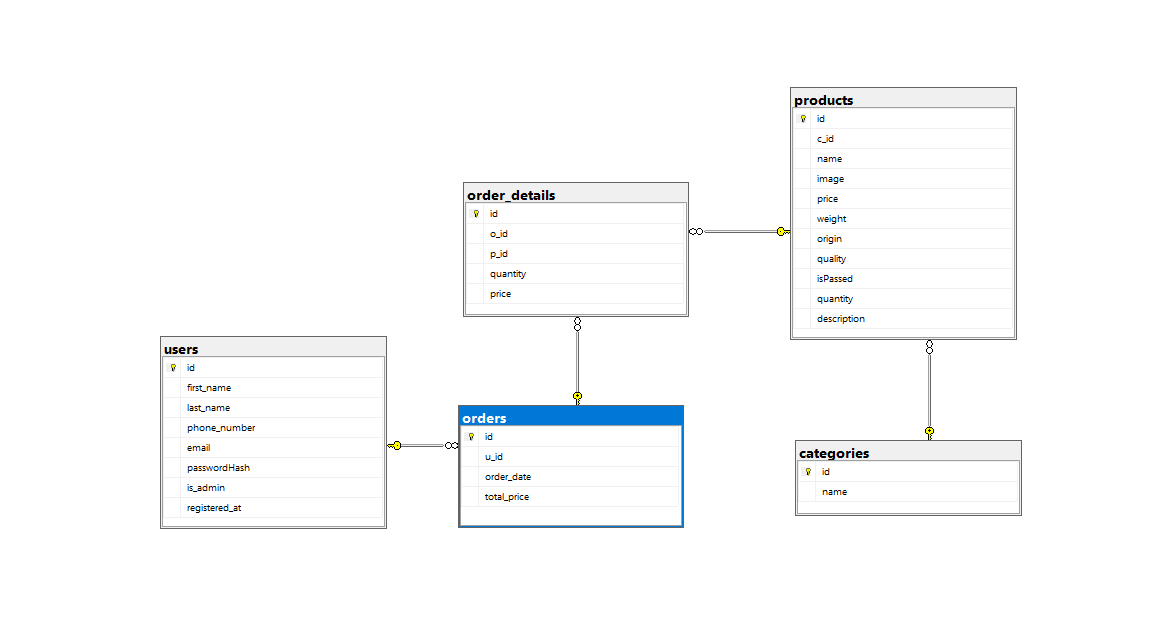 products
id
c_id
name
image
price
weight
origin
quality
isPassed
quantity
description
order_details
id
o_id
p_id
quantity
price
users
id
first_name
last_name
phone_number
email
passwordHash
is_admin
registered_at
orders
id
u_id
order_date
total_price
categories
id
name